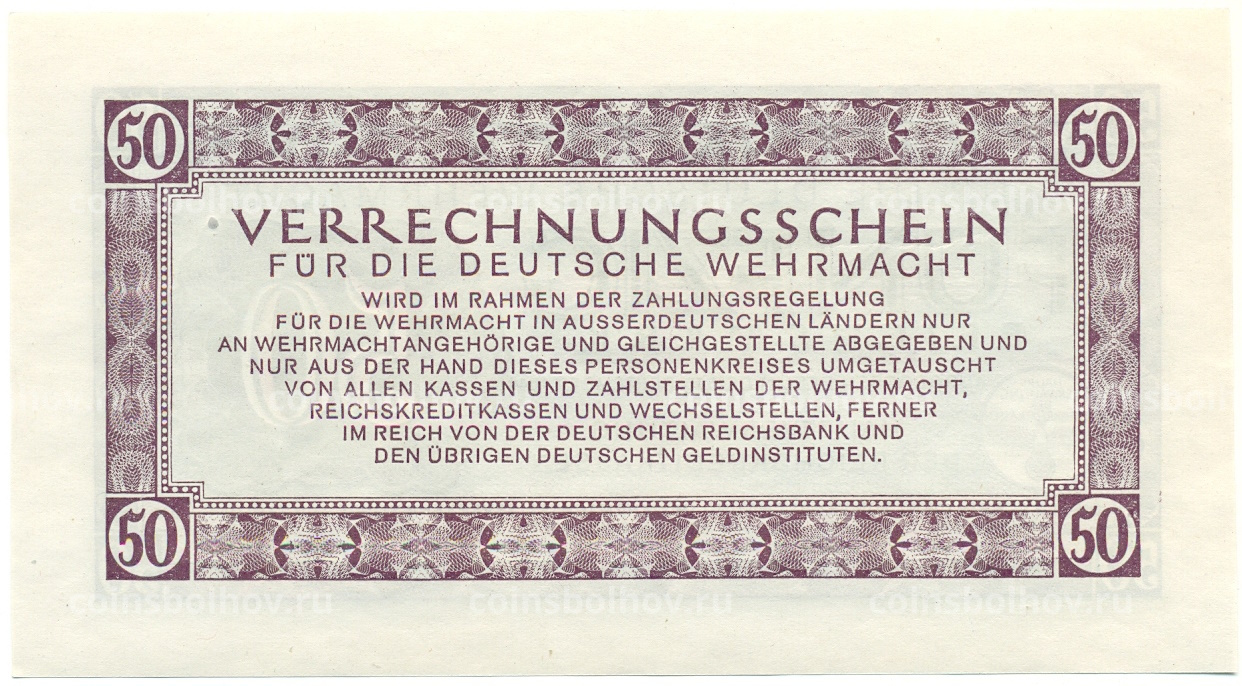 50 50
VERRECHNUNGSSCHEIN
FÜR DIE DEUTSCHE WEHRMACHT
WIRD IM RAHMEN DER ZAHLUNGSREGELUNG
FÜR DIE WEHRMACHT IN AUSSERDEUTSCHEN LÄNDERN NUR
AN WEHRMACHTANGEHÖRIGE UND GLEICHGESTELLTE ABGEGEBEN UND
NUR AUS DER HAND DIESES PERSONENKREISES UMGETAUSCHT
VON ALLEN KASSEN UND ZAHLSTELLEN DER WEHRMACHT,
REICHSKREDITKASSEN UND WECHSELSTELLEN, FERNER
IM REICH VON DER DEUTSCHEN REICHSBANK UND
DEN ÜBRIGEN DEUTSCHEN GELDINSTITUTEN.
50 50
coinsbolhov.ru coinsbolhov.ru coinsbolhov.ru